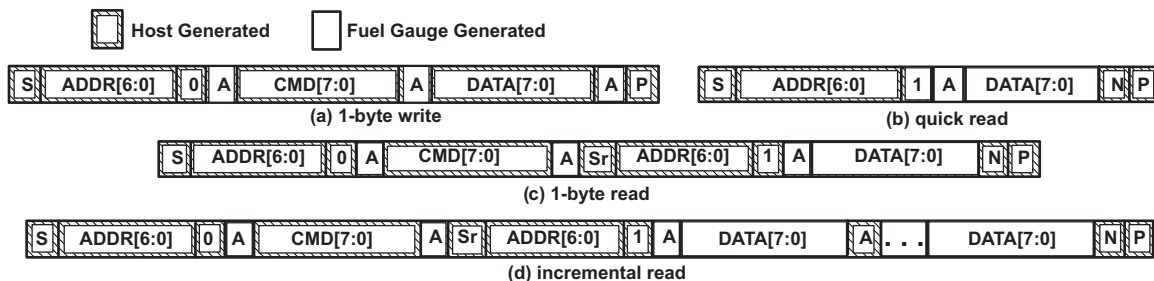 Host Generated Fuel Gauge Generated
S ADDR[6:0] 0 A CMD[7:0] A DATA[7:0] A P
(a) 1-byte write
S ADDR[6:0] 1 A DATA[7:0] N P
(b) quick read
S ADDR[6:0] 0 A CMD[7:0] A Sr ADDR[6:0] 1 A DATA[7:0] N P
(c) 1-byte read
S ADDR[6:0] 0 A CMD[7:0] A Sr ADDR[6:0] 1 A DATA[7:0] A . . . DATA[7:0] N P
(d) incremental read